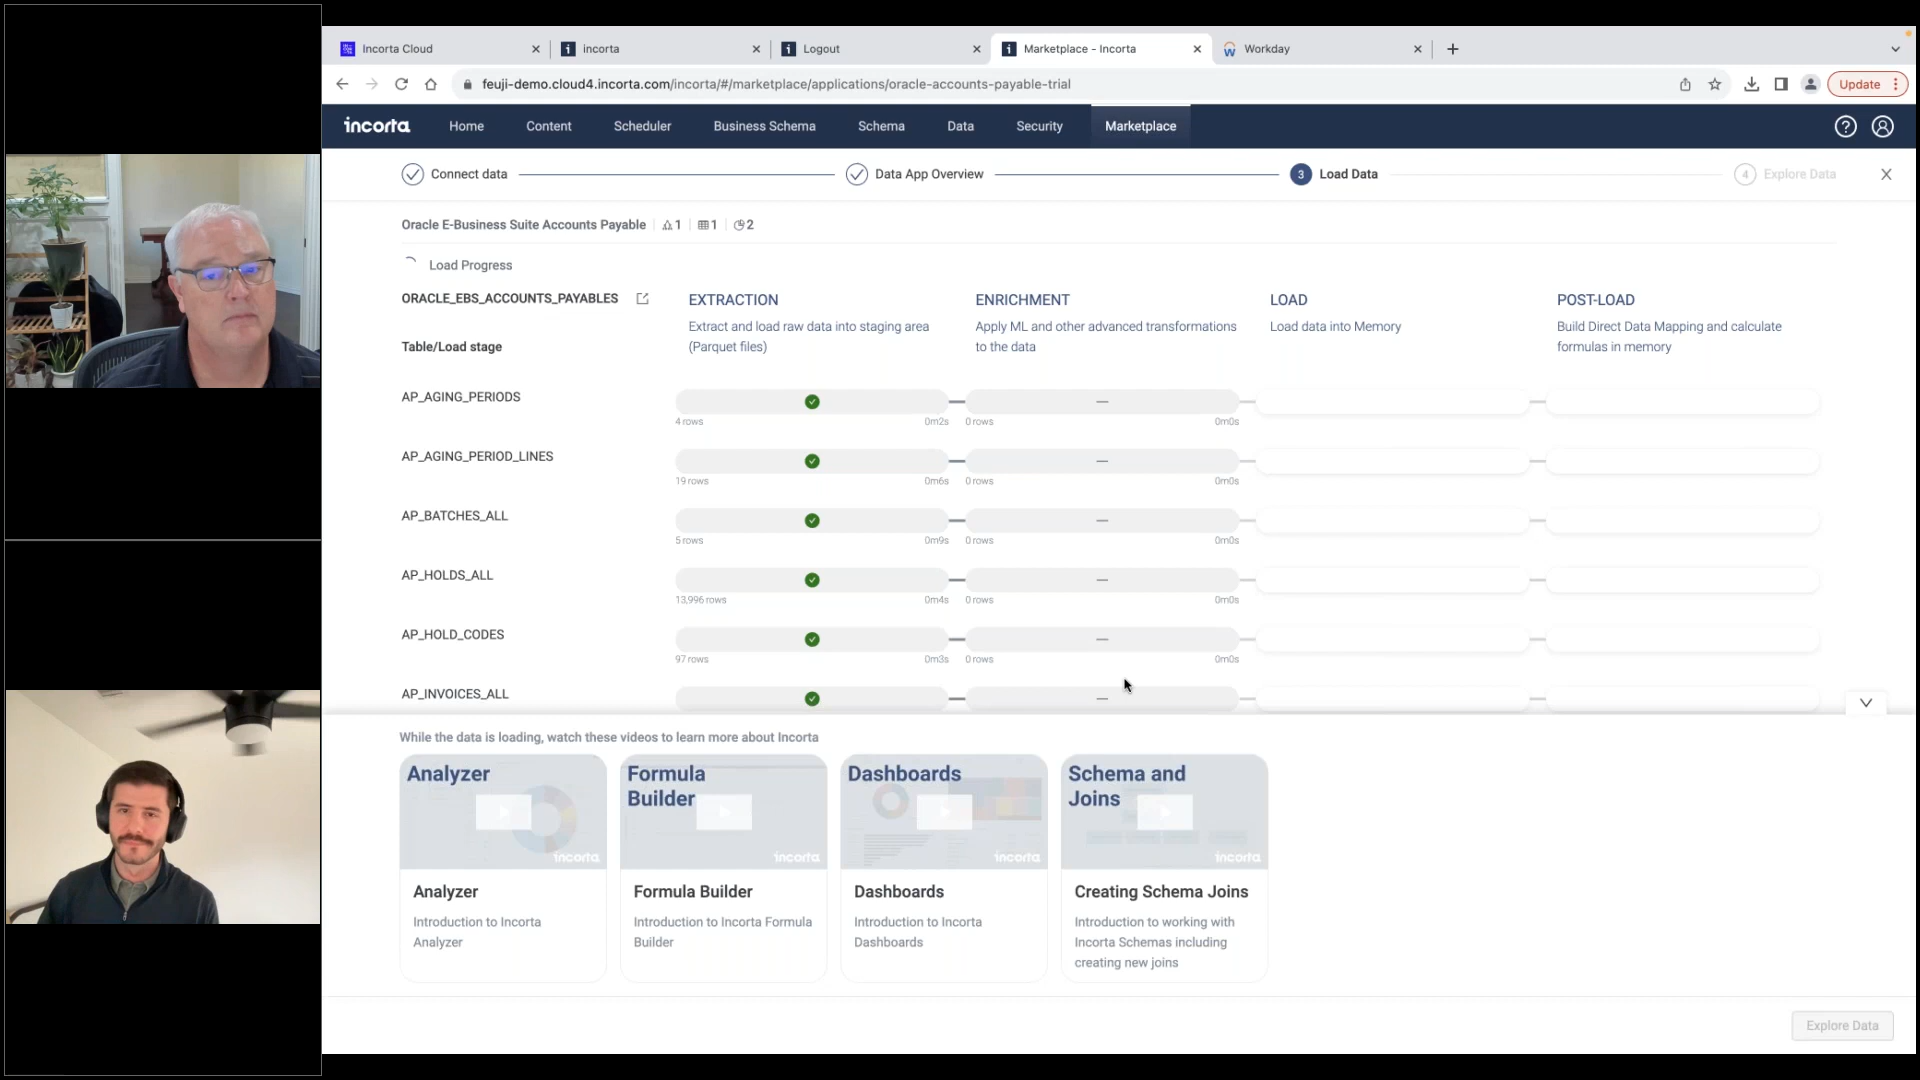 Incorta Cloud
incorta
Logout
Marketplace - Incorta
Workday
feuji-demo.cloud4.incorta.com/incorta/#/marketplace/applications/oracle-accounts-payable-trial
Update
incorta
Home
Content
Scheduler
Business Schema
Schema
Data
Security
Marketplace
Connect data
Data App Overview
3 Load Data
4 Explore Data
Oracle E-Business Suite Accounts Payable
1
1
2
Load Progress
ORACLE_EBS_ACCOUNTS_PAYABLES
Table/Load stage
EXTRACTION
Extract and load raw data into staging area
(Parquet files)
ENRICHMENT
Apply ML and other advanced transformations
to the data
LOAD
Load data into Memory
POST-LOAD
Build Direct Data Mapping and calculate
formulas in memory
AP_AGING_PERIODS
4 rows 0m2s 0 rows 0m0s
AP_AGING_PERIOD_LINES
19 rows 0m6s 0 rows 0m0s
AP_BATCHES_ALL
5 rows 0m9s 0 rows 0m0s
AP_HOLDS_ALL
13,996 rows 0m4s 0 rows 0m0s
AP_HOLD_CODES
97 rows 0m3s 0 rows 0m0s
AP_INVOICES_ALL
While the data is loading, watch these videos to learn more about Incorta
Analyzer
incorta
Analyzer
Introduction to Incorta
Analyzer
Formula
Builder
incorta
Formula Builder
Introduction to Incorta Formula
Builder
Dashboards
incorta
Dashboards
Introduction to Incorta
Dashboards
Schema and
Joins
incorta
Creating Schema Joins
Introduction to working with
Incorta Schemas including
creating new joins
Explore Data